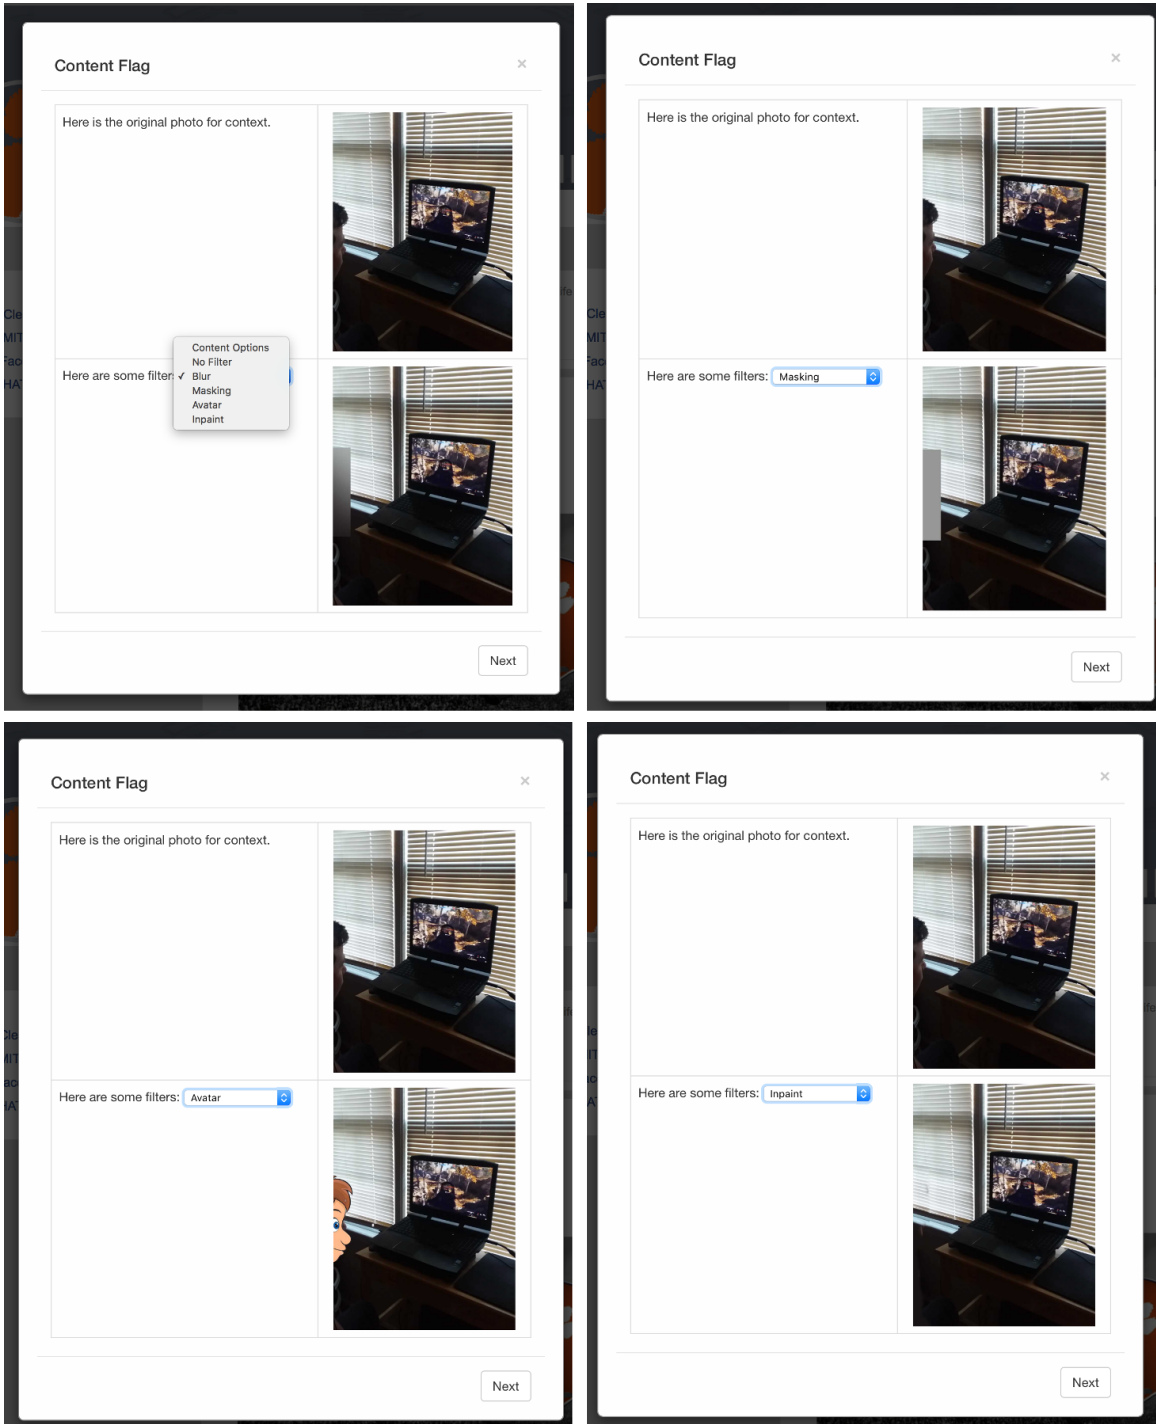 Content Flag ×
Here is the original photo for context.
Content Options
No Filter
Here are some filter ✓ Blur
Masking
Avatar
Inpaint
Next
Content Flag ×
Here is the original photo for context.
Here are some filters: Masking
Next
Content Flag ×
Here is the original photo for context.
Here are some filters: Avatar
Next
Content Flag ×
Here is the original photo for context.
Here are some filters: Inpaint
Next